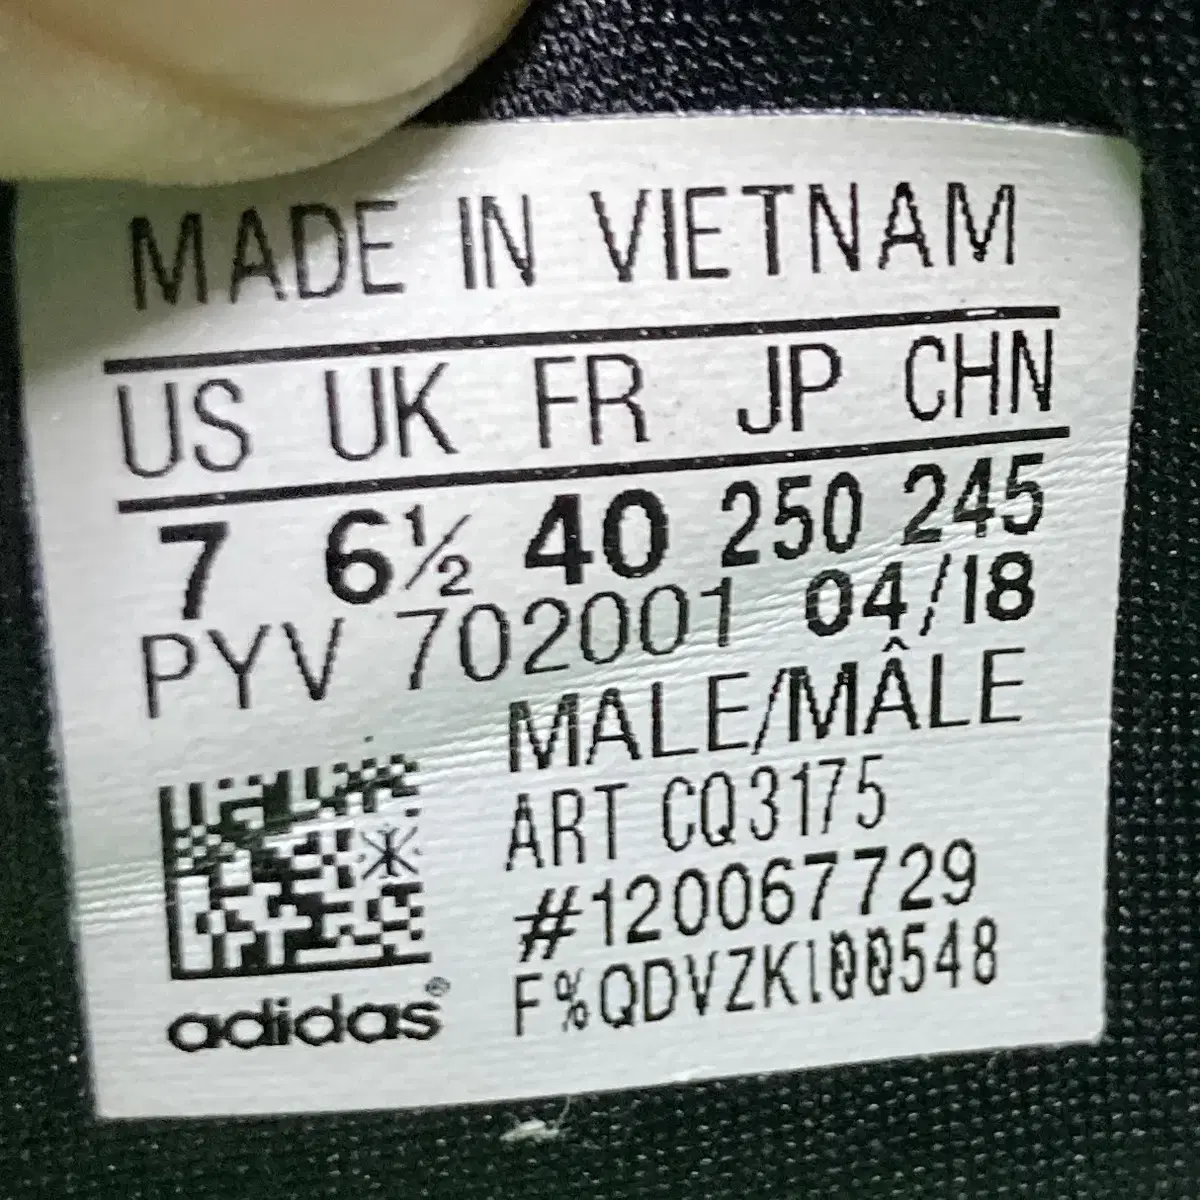 MADE IN VIETNAM
US UK FR JP CHN
7 6½ 40 250 245
PYV 702001 04/18
MALE/MÂLE
ART CQ3175
#120067729
F%QDVZK100548
adidas®